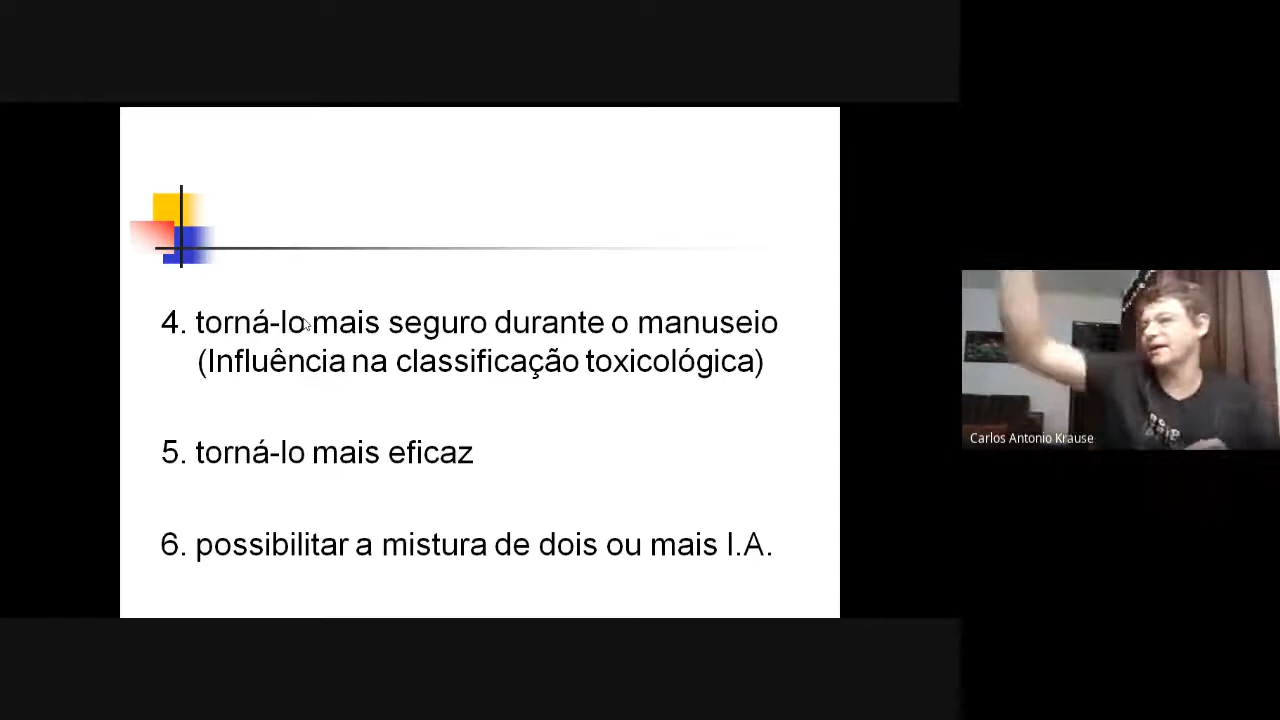 4. torná-lo mais seguro durante o manuseio
(Influência na classificação toxicológica)
5. torná-lo mais eficaz
6. possibilitar a mistura de dois ou mais I.A.
Carlos Antonio Krause